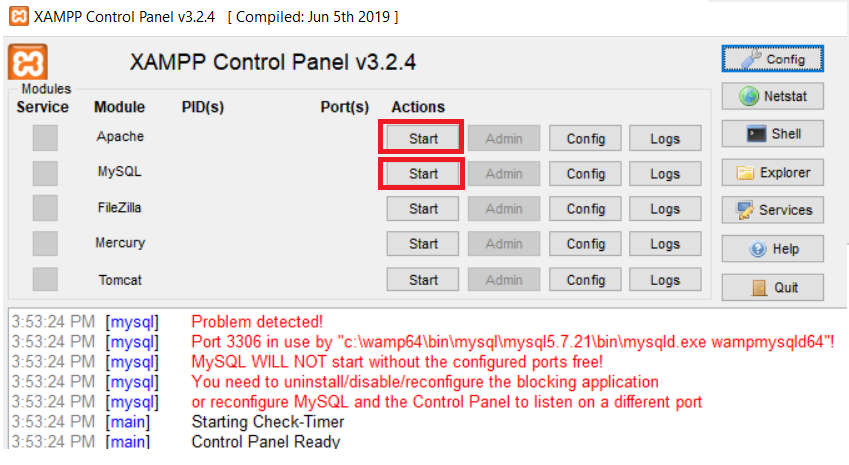 XAMPP Control Panel v3.2.4 [ Compiled: Jun 5th 2019 ]
XAMPP Control Panel v3.2.4
Config
Modules
Service Module PID(s) Port(s) Actions
Netstat
Apache Start Admin Config Logs
Shell
MySQL Start Admin Config Logs
Explorer
FileZilla Start Admin Config Logs
Services
Mercury Start Admin Config Logs
Help
Tomcat Start Admin Config Logs
Quit
3:53:24 PM [mysql] Problem detected!
3:53:24 PM [mysql] Port 3306 in use by "c:\wamp64\bin\mysql\mysql5.7.21\bin\mysqld.exe wampmysqld64"!
3:53:24 PM [mysql] MySQL WILL NOT start without the configured ports free!
3:53:24 PM [mysql] You need to uninstall/disable/reconfigure the blocking application
3:53:24 PM [mysql] or reconfigure MySQL and the Control Panel to listen on a different port
3:53:24 PM [main] Starting Check-Timer
3:53:24 PM [main] Control Panel Ready